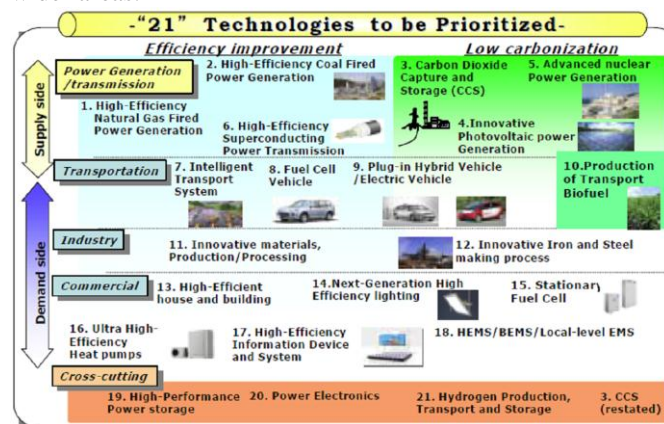 -“21” Technologies to be Prioritized-
Efficiency improvement
Low carbonization
Supply side
Demand side
Power Generation
/transmission
1. High-Efficiency
Natural Gas Fired
Power Generation
2. High-Efficiency Coal Fired
Power Generation
3. Carbon Dioxide
Capture and
Storage (CCS)
5. Advanced nuclear
Power Generation
6. High-Efficiency
Superconducting
Power Transmission
4.Innovative
Photovoltaic power
Generation
Transportation
7. Intelligent
Transport
System
8. Fuel Cell
Vehicle
9. Plug-in Hybrid Vehicle
/Electric Vehicle
10.Production
of Transport
Biofuel
Industry
11. Innovative materials,
Production/Processing
12. Innovative Iron and Steel
making process
Commercial
13. High-Efficient
house and building
14.Next-Generation High
Efficiency lighting
15. Stationary
Fuel Cell
16. Ultra High-
Efficiency
Heat pumps
17. High-Efficiency
Information Device
and System
18. HEMS/BEMS/Local-level EMS
Cross-cutting
19. High-Performance
Power storage
20. Power Electronics
21. Hydrogen Production,
Transport and Storage
3. CCS
(restated)